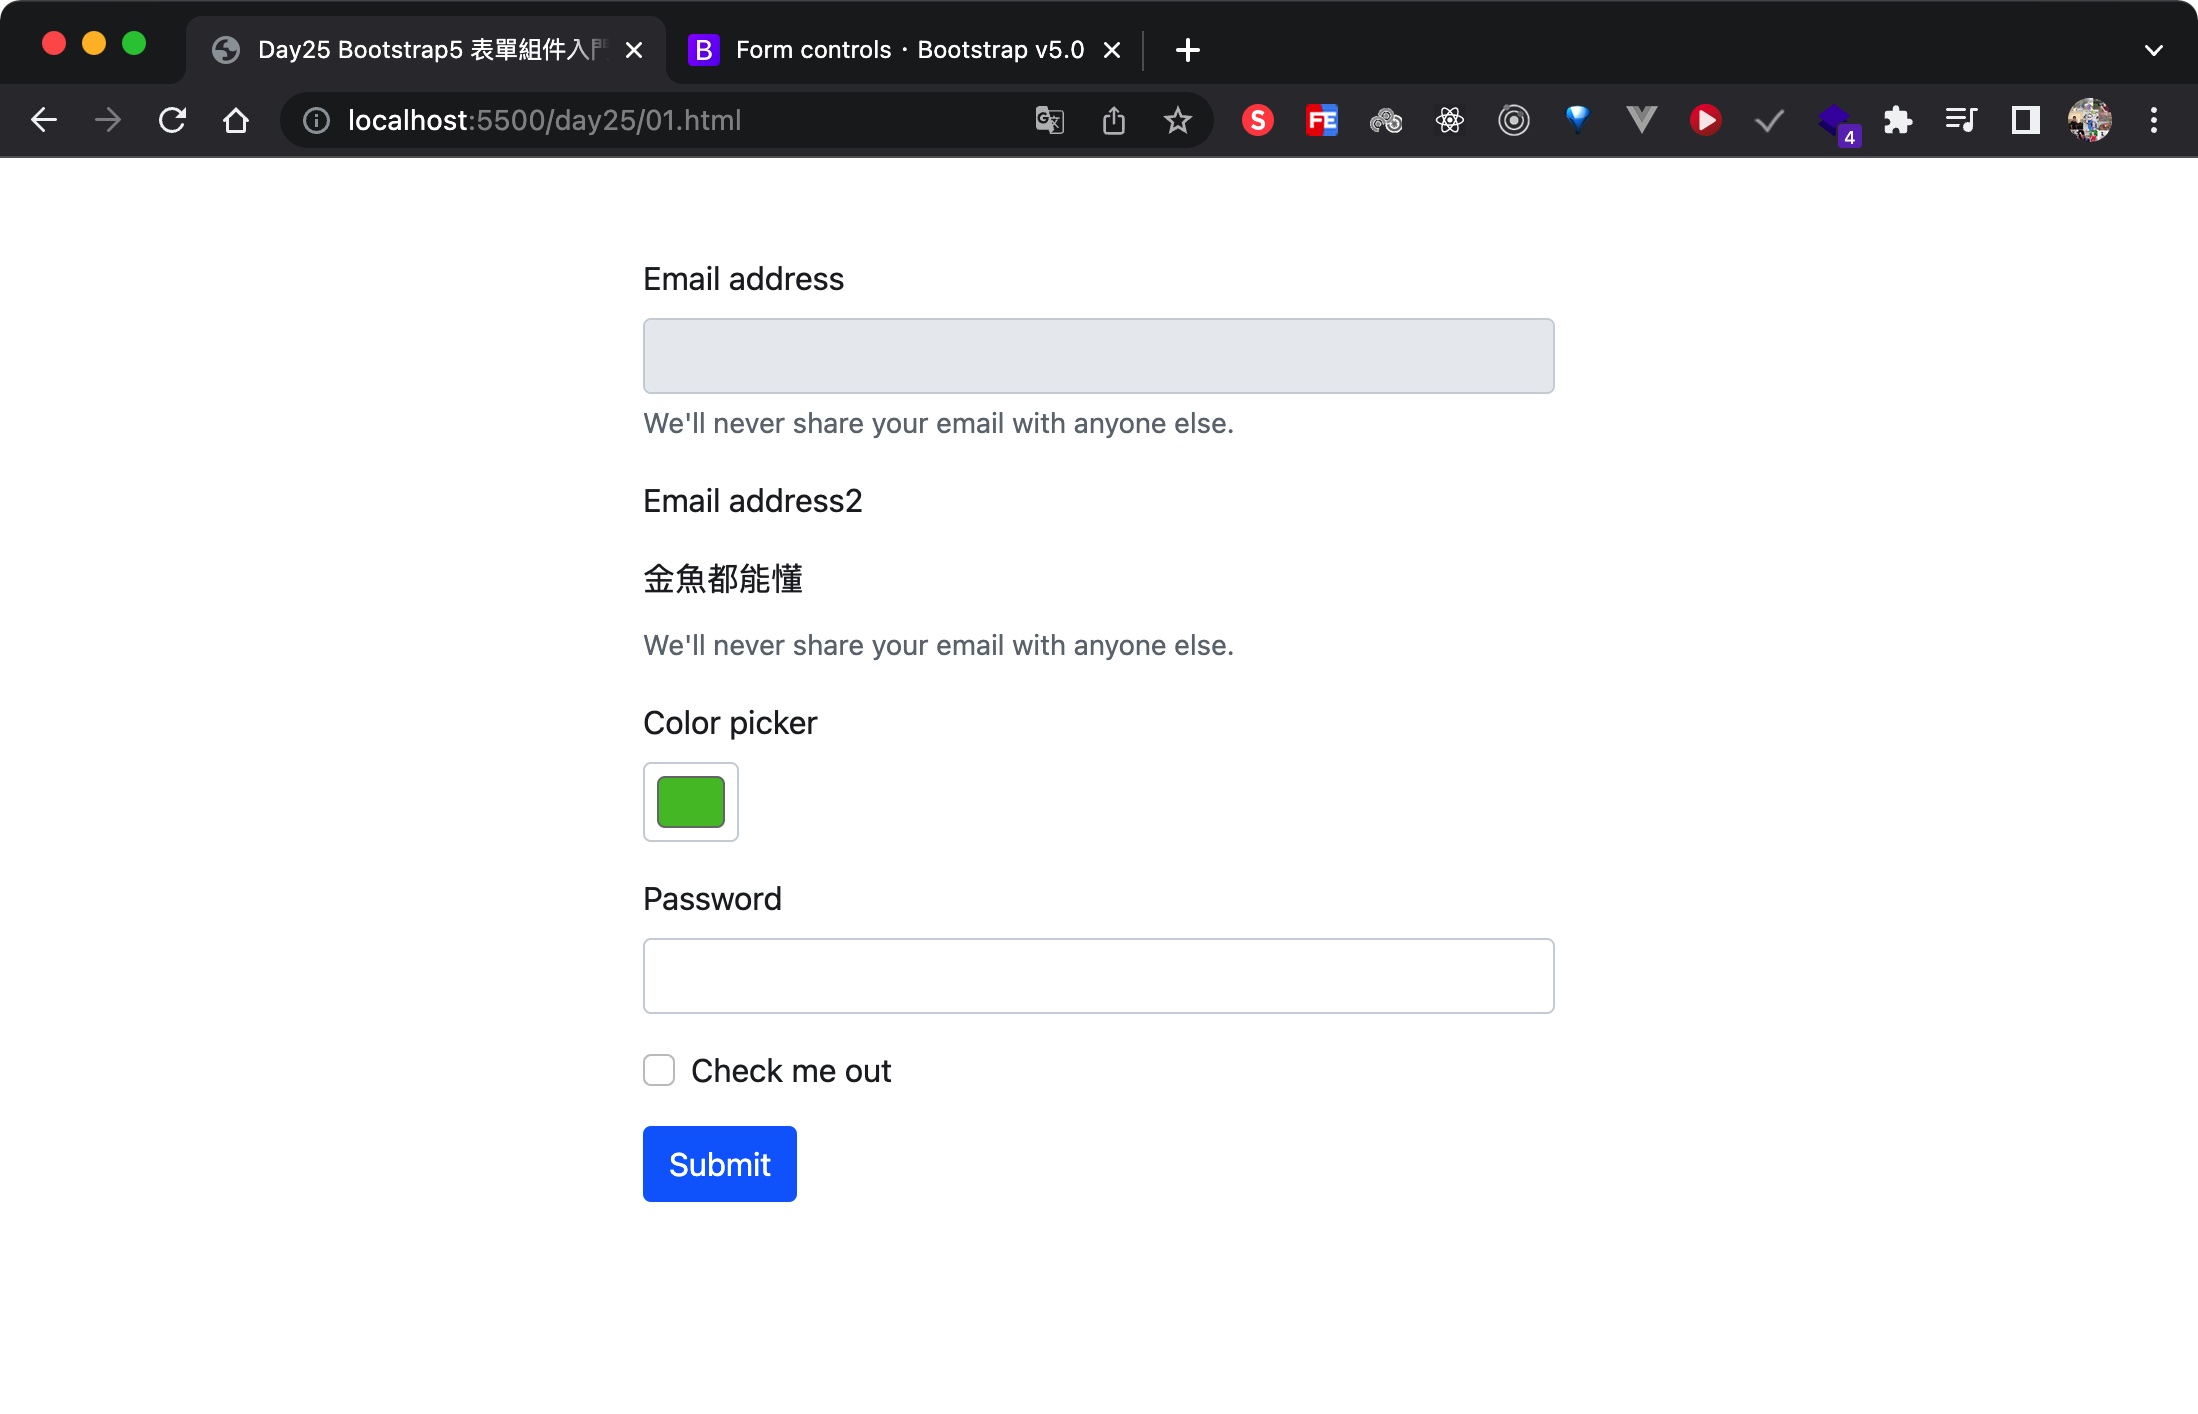 Day25 Bootstrap5 表單組件入門
Form controls · Bootstrap v5.0
localhost:5500/day25/01.html
S
FE
4
Email address
We'll never share your email with anyone else.
Email address2
金魚都能懂
We'll never share your email with anyone else.
Color picker
Password
Check me out
Submit